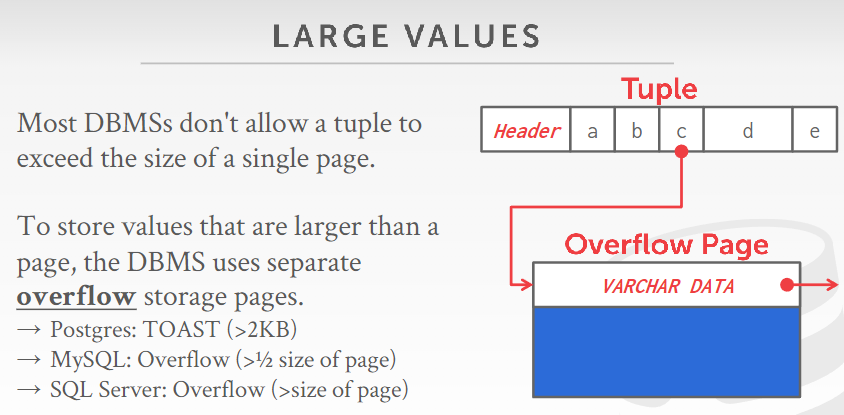 LARGE VALUES
Most DBMSs don't allow a tuple to
exceed the size of a single page.
To store values that are larger than a
page, the DBMS uses separate
overflow storage pages.
→ Postgres: TOAST (>2KB)
→ MySQL: Overflow (>½ size of page)
→ SQL Server: Overflow (>size of page)
Tuple
Header a b c d e
Overflow Page
VARCHAR DATA